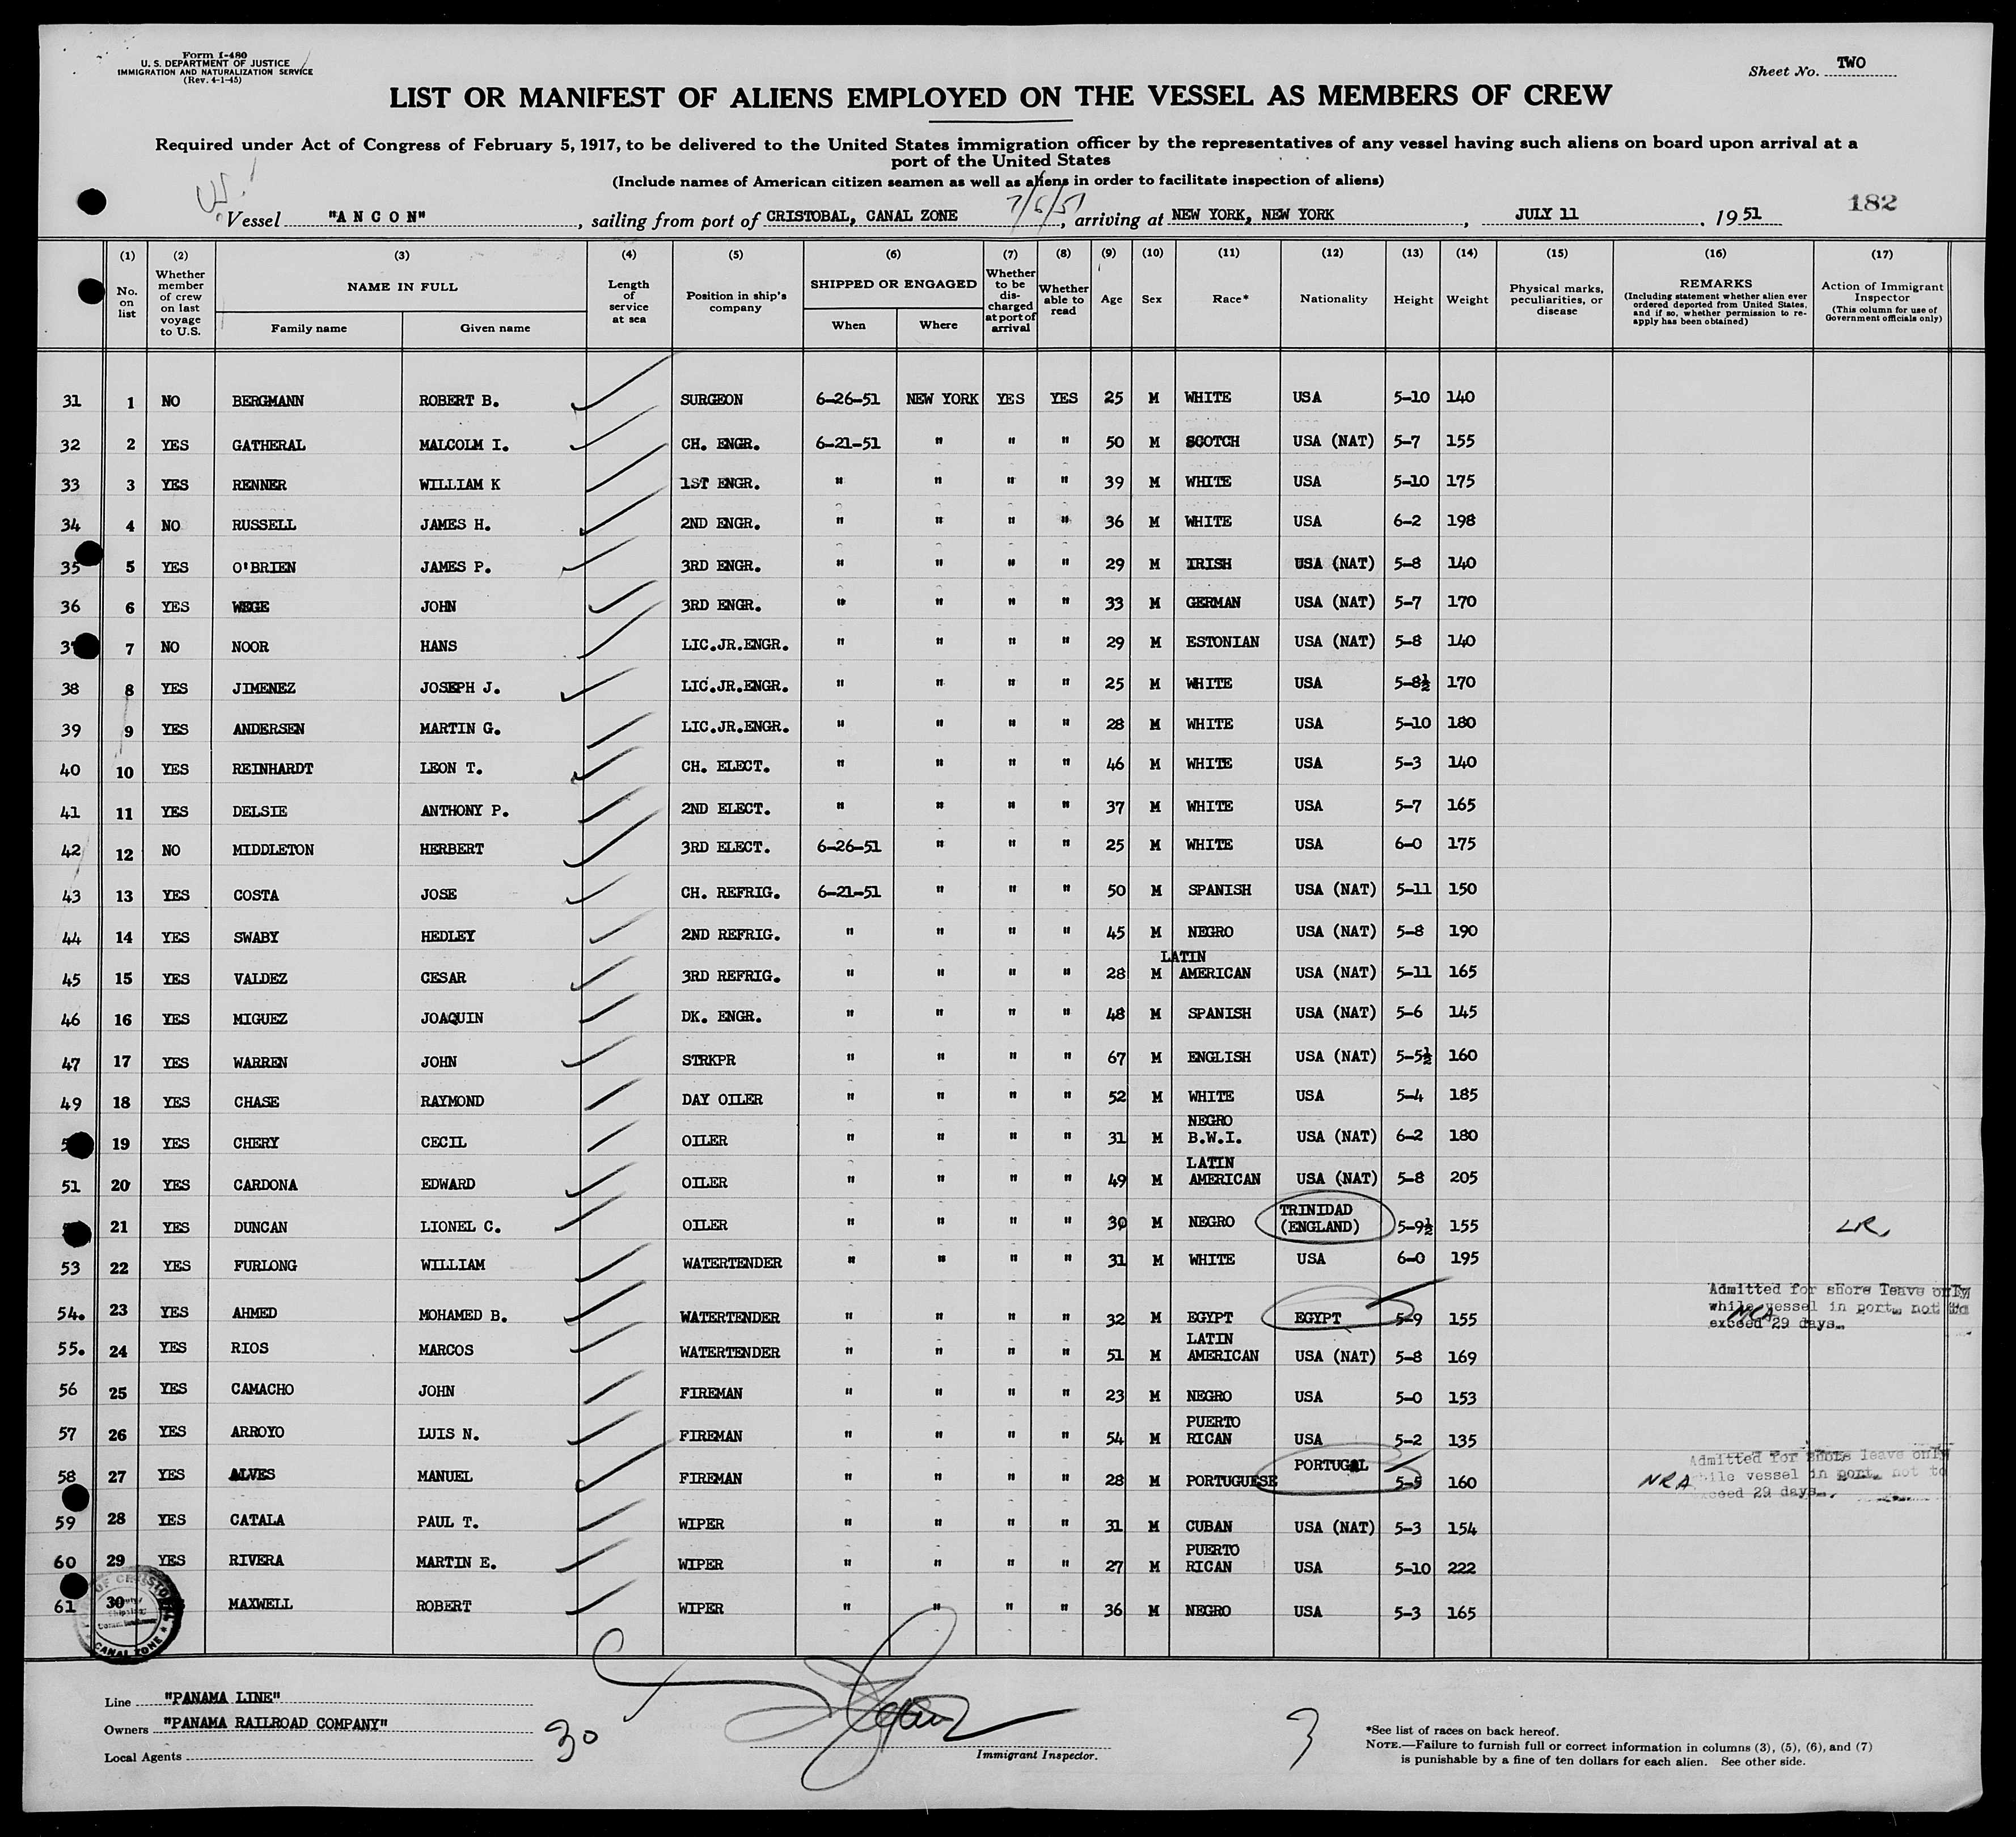 Form I-480
U. S. DEPARTMENT OF JUSTICE
IMMIGRATION AND NATURALIZATION SERVICE
(Rev. 4-1-45)
Sheet No. TWO
LIST OR MANIFEST OF ALIENS EMPLOYED ON THE VESSEL AS MEMBERS OF CREW
Required under Act of Congress of February 5, 1917, to be delivered to the United States immigration officer by the representatives of any vessel having such aliens on board upon arrival at a
port of the United States
(Include names of American citizen seamen as well as aliens in order to facilitate inspection of aliens)
182
Vessel "A N C O N", sailing from port of CRISTOBAL, CANAL ZONE 7/6/51, arriving at NEW YORK, NEW YORK, JULY 11, 1951
(1) (2) (3) (4) (5) (6) (7) (8) (9) (10) (11) (12) (13) (14) (15) (16) (17)
No. on list
Whether member of crew on last voyage to U.S.
NAME IN FULL
Family name Given name
Length of service at sea
Position in ship's company
SHIPPED OR ENGAGED
When Where
Whether to be discharged at port of arrival
Whether able to read
Age Sex Race* Nationality Height Weight
Physical marks, peculiarities, or disease
REMARKS
(Including statement whether alien ever ordered deported from United States, and if so, whether permission to re-apply has been obtained)
Action of Immigrant Inspector
(This column for use of Government officials only)
31 1 NO BERGMANN ROBERT B. SURGEON 6-26-51 NEW YORK YES YES 25 M WHITE USA 5-10 140
32 2 YES GATHERAL MALCOLM I. CH. ENGR. 6-21-51 " " " 50 M SCOTCH USA (NAT) 5-7 155
33 3 YES RENNER WILLIAM K 1ST ENGR. " " " " 39 M WHITE USA 5-10 175
34 4 NO RUSSELL JAMES H. 2ND ENGR. " " " " 36 M WHITE USA 6-2 198
35 5 YES O'BRIEN JAMES P. 3RD ENGR. " " " " 29 M IRISH USA (NAT) 5-8 140
36 6 YES WEGE JOHN 3RD ENGR. " " " " 33 M GERMAN USA (NAT) 5-7 170
7 NO NOOR HANS LIC.JR.ENGR. " " " " 29 M ESTONIAN USA (NAT) 5-8 140
38 8 YES JIMENEZ JOSEPH J. LIC.JR.ENGR. " " " " 25 M WHITE USA 5-8½ 170
39 9 YES ANDERSEN MARTIN G. LIC.JR.ENGR. " " " " 28 M WHITE USA 5-10 180
40 10 YES REINHARDT LEON T. CH. ELECT. " " " " 46 M WHITE USA 5-3 140
41 11 YES DELSIE ANTHONY P. 2ND ELECT. " " " " 37 M WHITE USA 5-7 165
42 12 NO MIDDLETON HERBERT 3RD ELECT. 6-26-51 " " " 25 M WHITE USA 6-0 175
43 13 YES COSTA JOSE CH. REFRIG. 6-21-51 " " " 50 M SPANISH USA (NAT) 5-11 150
44 14 YES SWABY HEDLEY 2ND REFRIG. " " " " 45 M NEGRO USA (NAT) 5-8 190
45 15 YES VALDEZ CESAR 3RD REFRIG. " " " " 28 M LATIN AMERICAN USA (NAT) 5-11 165
46 16 YES MIGUEZ JOAQUIN DK. ENGR. " " " " 48 M SPANISH USA (NAT) 5-6 145
47 17 YES WARREN JOHN STRKPR " " " " 67 M ENGLISH USA (NAT) 5-5½ 160
49 18 YES CHASE RAYMOND DAY OILER " " " " 52 M WHITE USA 5-4 185
19 YES CHERY CECIL OILER " " " " 31 M NEGRO B.W.I. USA (NAT) 6-2 180
51 20 YES CARDONA EDWARD OILER " " " " 49 M LATIN AMERICAN USA (NAT) 5-8 205
21 YES DUNCAN LIONEL C. OILER " " " " 30 M NEGRO TRINIDAD (ENGLAND) 5-9½ 155 LR.
53 22 YES FURLONG WILLIAM WATERTENDER " " " " 31 M WHITE USA 6-0 195
54. 23 YES AHMED MOHAMED B. WATERTENDER " " " " 32 M EGYPT EGYPT 5-9 155 Admitted for shore leave only while vessel in port, not to exceed 29 days. NRA
55. 24 YES RIOS MARCOS WATERTENDER " " " " 51 M LATIN AMERICAN USA (NAT) 5-8 169
56 25 YES CAMACHO JOHN FIREMAN " " " " 23 M NEGRO USA 5-0 153
57 26 YES ARROYO LUIS N. FIREMAN " " " " 54 M PUERTO RICAN USA 5-2 135
58 27 YES ALVES MANUEL FIREMAN " " " " 28 M PORTUGUESE PORTUGAL 5-5 160 NRA Admitted for shore leave only while vessel in port, not to exceed 29 days.
59 28 YES CATALA PAUL T. WIPER " " " " 31 M CUBAN USA (NAT) 5-3 154
60 29 YES RIVERA MARTIN E. WIPER " " " " 27 M PUERTO RICAN USA 5-10 222
61 30 MAXWELL ROBERT WIPER " " " " 36 M NEGRO USA 5-3 165
CANAL ZONE
Line "PANAMA LINE"
Owners "PANAMA RAILROAD COMPANY"
Local Agents
30
Immigrant Inspector.
3
*See list of races on back hereof.
NOTE.—Failure to furnish full or correct information in columns (3), (5), (6), and (7)
is punishable by a fine of ten dollars for each alien. See other side.